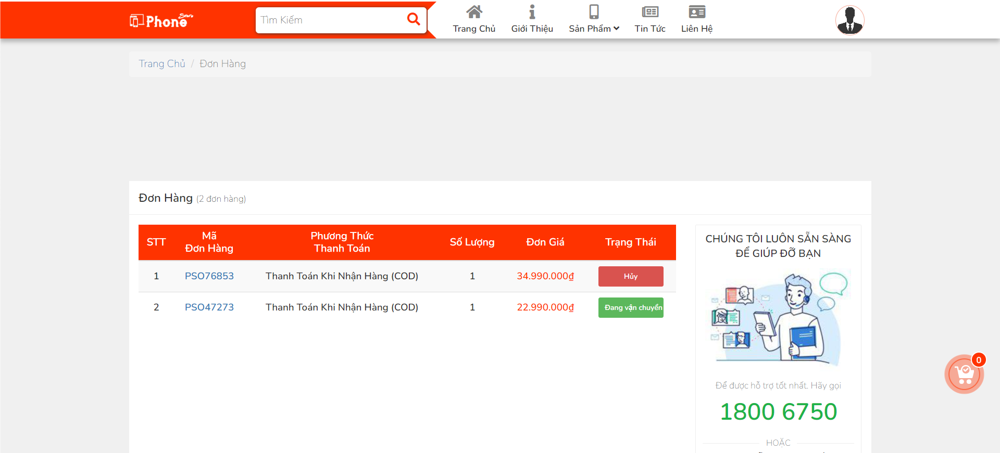 Phone Store
Tìm Kiếm
Trang Chủ
Giới Thiệu
Sản Phẩm
Tin Tức
Liên Hệ
Trang Chủ / Đơn Hàng
Đơn Hàng (2 đơn hàng)
STT
Mã
Đơn Hàng
Phương Thức
Thanh Toán
Số Lượng
Đơn Giá
Trạng Thái
1 PSO76853 Thanh Toán Khi Nhận Hàng (COD) 1 34.990.000₫ Hủy
2 PSO47273 Thanh Toán Khi Nhận Hàng (COD) 1 22.990.000₫ Đang vận chuyển
CHÚNG TÔI LUÔN SẴN SÀNG
ĐỂ GIÚP ĐỠ BẠN
Để được hỗ trợ tốt nhất. Hãy gọi
1800 6750
HOẶC
0